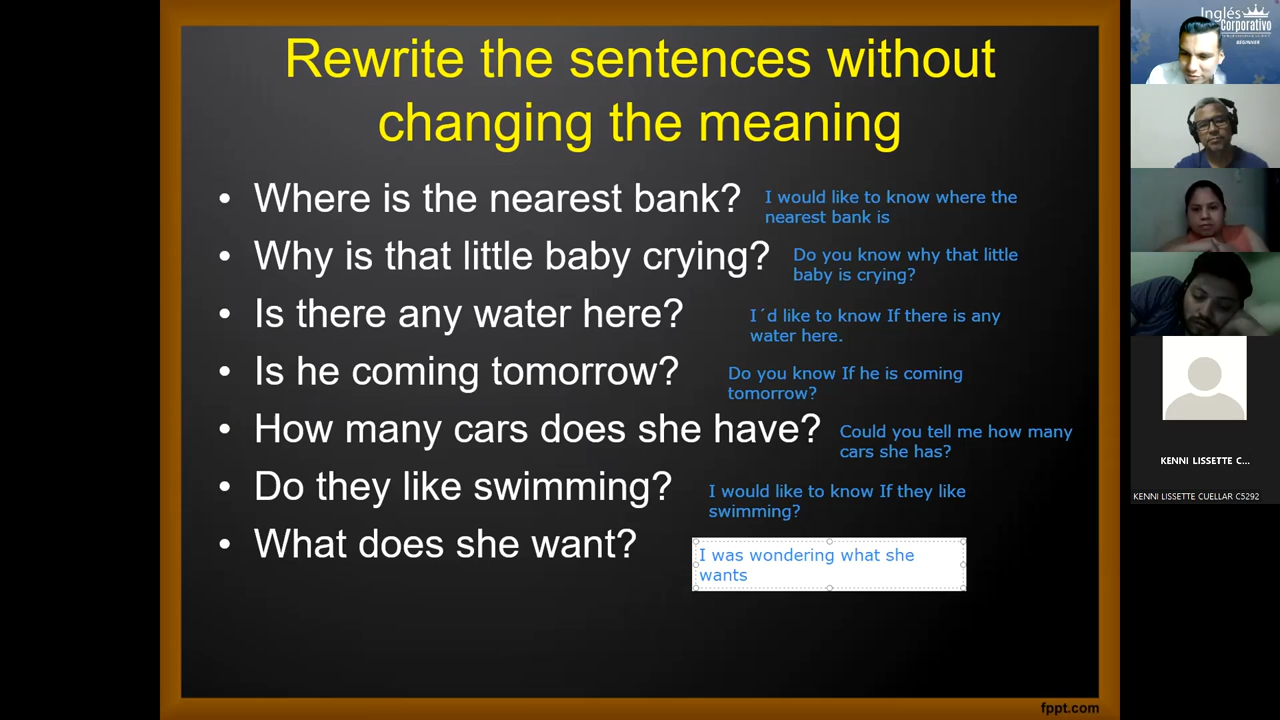 Rewrite the sentences without
changing the meaning
• Where is the nearest bank?
I would like to know where the
nearest bank is
• Why is that little baby crying?
Do you know why that little
baby is crying?
• Is there any water here?
I´d like to know If there is any
water here.
• Is he coming tomorrow?
Do you know If he is coming
tomorrow?
• How many cars does she have?
Could you tell me how many
cars she has?
• Do they like swimming?
I would like to know If they like
swimming?
• What does she want?
I was wondering what she
wants
fppt.com
Inglés
Corporativo
BEGINNER
KENNI LISSETTE C...
KENNI LISSETTE CUELLAR C5292